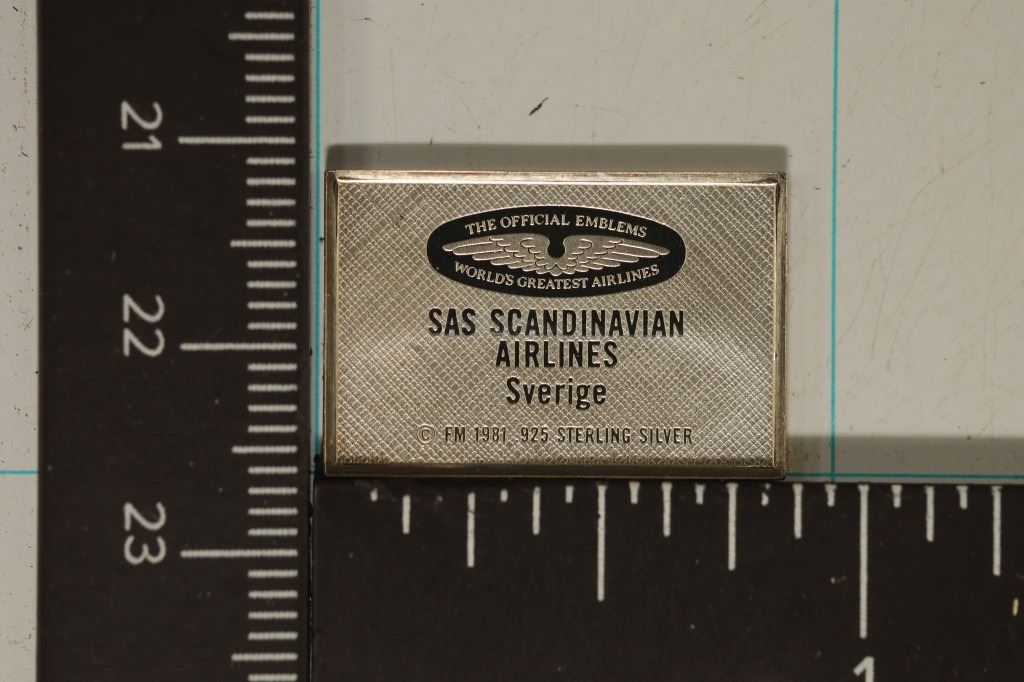 21
22
23
THE OFFICIAL EMBLEMS
WORLD'S GREATEST AIRLINES
SAS SCANDINAVIAN
AIRLINES
Sverige
© FM 1981 .925 STERLING SILVER
1